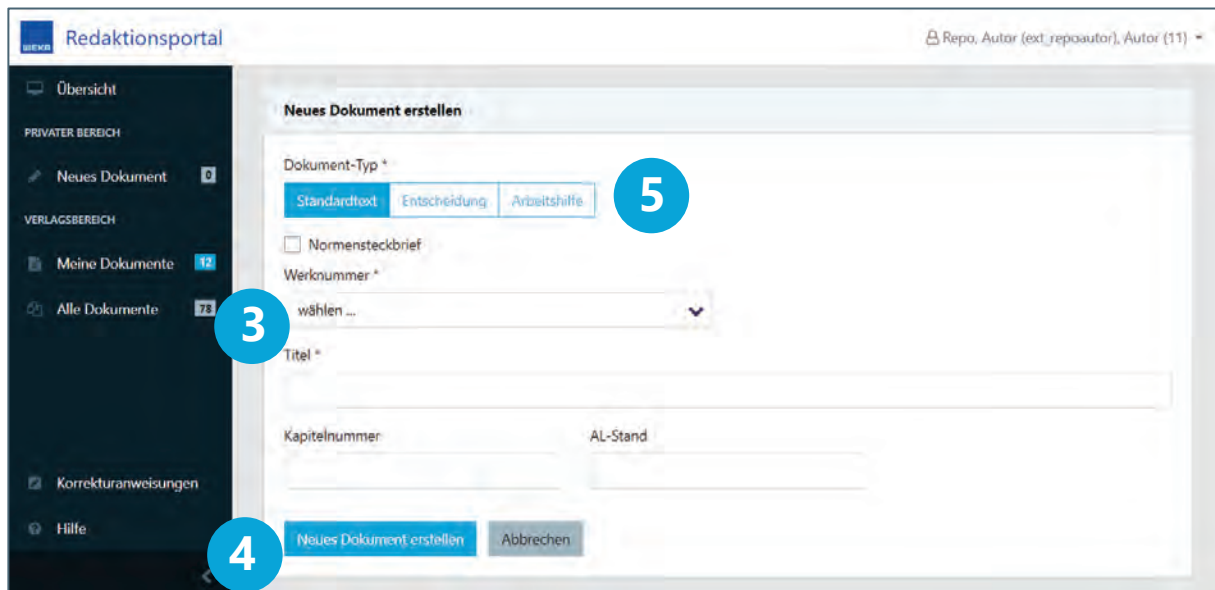 WEKA Redaktionsportal
Repo, Autor (ext_repoautor), Autor (11)
Übersicht
PRIVATER BEREICH
Neues Dokument 0
VERLAGSBEREICH
Meine Dokumente 12
Alle Dokumente 78
Korrekturanweisungen
Hilfe
Neues Dokument erstellen
Dokument-Typ *
Standardtext Entscheidung Arbeitshilfe
5
Normensteckbrief
Werknummer *
3
wählen ...
Titel *
Kapitelnummer AL-Stand
4
Neues Dokument erstellen Abbrechen